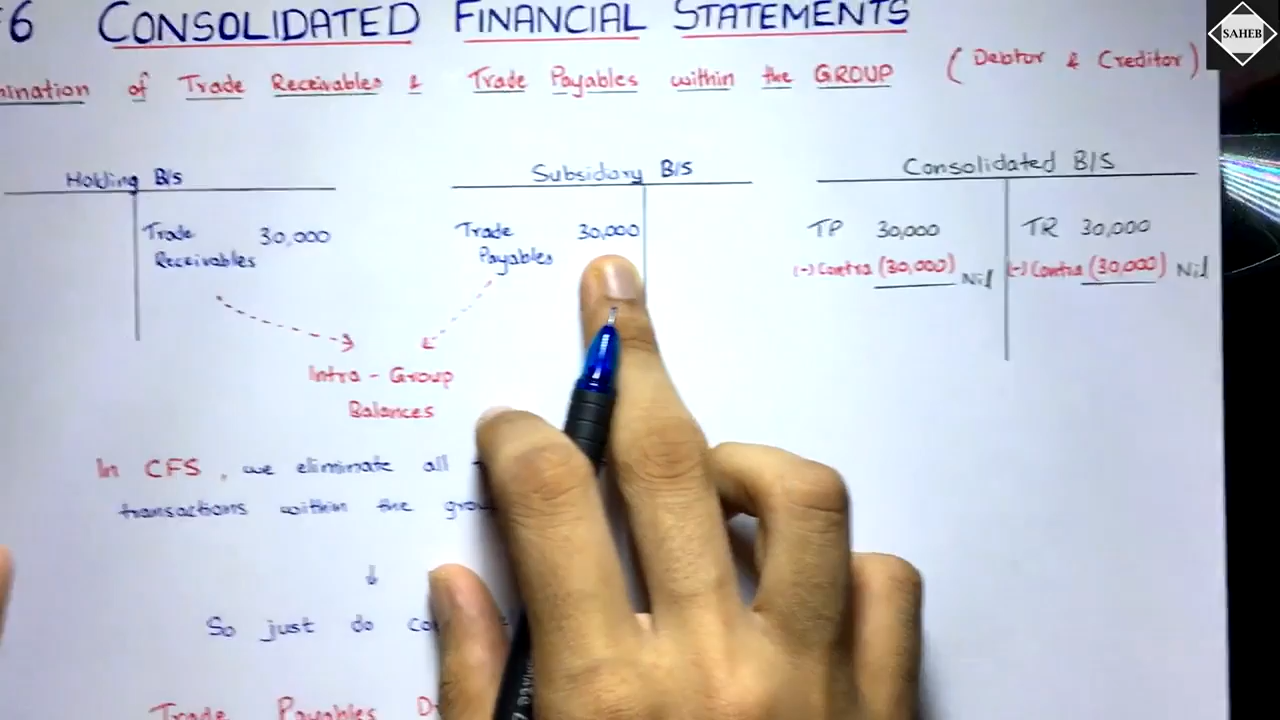 6 CONSOLIDATED FINANCIAL STATEMENTS
SAHEB
of Trade Receivables & Trade Payables within the GROUP (Debtor & Creditor)
Holding B/S
Trade Receivables 30,000
Subsidary B/S
Trade Payables 30,000
Intra - Group
Balances
Consolidated B/S
TP 30,000
(-) Contra (30,000) Nil
TR 30,000
(-) Contra (30,000) Nil
In CFS, we eliminate all
transactions within the
↓
So just do
Trade Payables